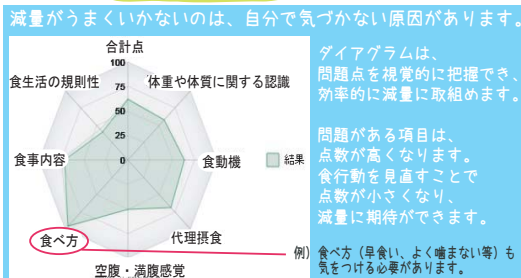 減量がうまくいかないのは、自分で気づかない原因があります。
合計点
100
食生活の規則性
75
体重や体質に関する認識
50
25
食事内容
0
食動機
結果
食べ方
代理摂食
空腹・満腹感覚
ダイアグラムは、
問題点を視覚的に把握でき、
効率的に減量に取組めます。
問題がある項目は、
点数が高くなります。
食行動を見直すことで
点数が小さくなり、
減量に期待ができます。
例）食べ方（早食い、よく噛まない等）も
気をつける必要があります。